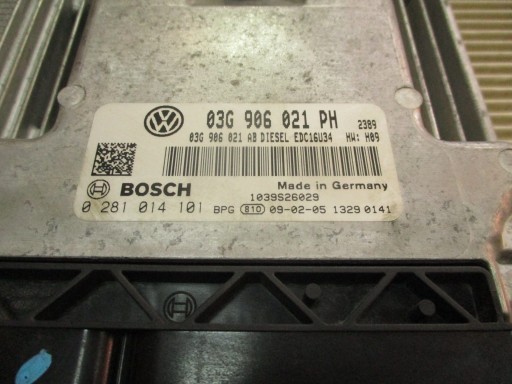 03G 906 021 PH 2389
03G 906 021 AB DIESEL EDC16U34 HW: H09
BOSCH Made in Germany
1039S26029
0 281 014 101 BPG B10 09-02-05 1329 0141